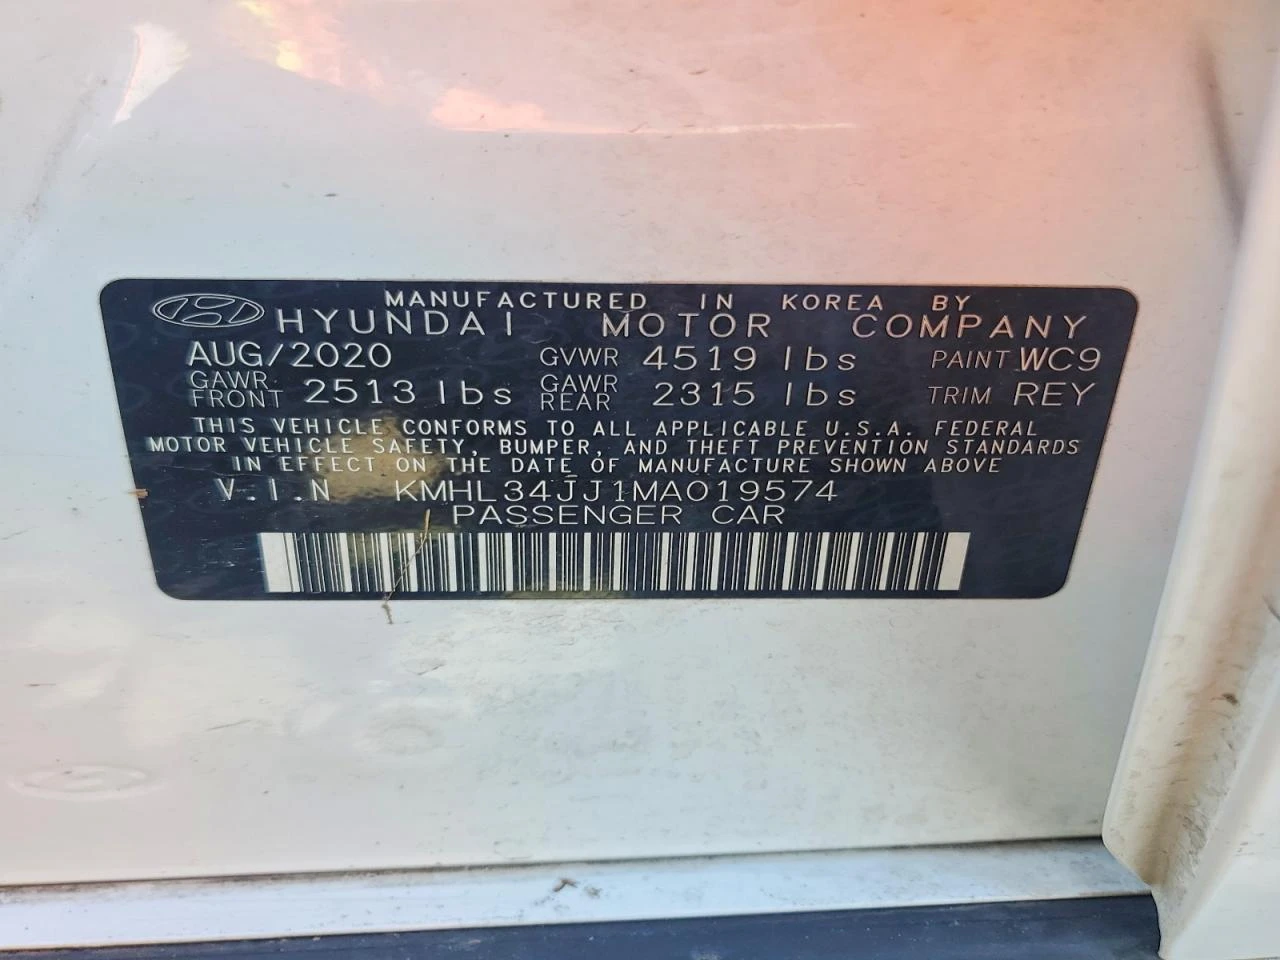 MANUFACTURED IN KOREA BY
HYUNDAI MOTOR COMPANY
AUG/2020 GVWR 4519 lbs PAINT WC9
GAWR FRONT 2513 lbs GAWR REAR 2315 lbs TRIM REY
THIS VEHICLE CONFORMS TO ALL APPLICABLE U.S.A. FEDERAL
MOTOR VEHICLE SAFETY, BUMPER, AND THEFT PREVENTION STANDARDS
IN EFFECT ON THE DATE OF MANUFACTURE SHOWN ABOVE
V.I.N KMHL34JJ1MA019574
PASSENGER CAR